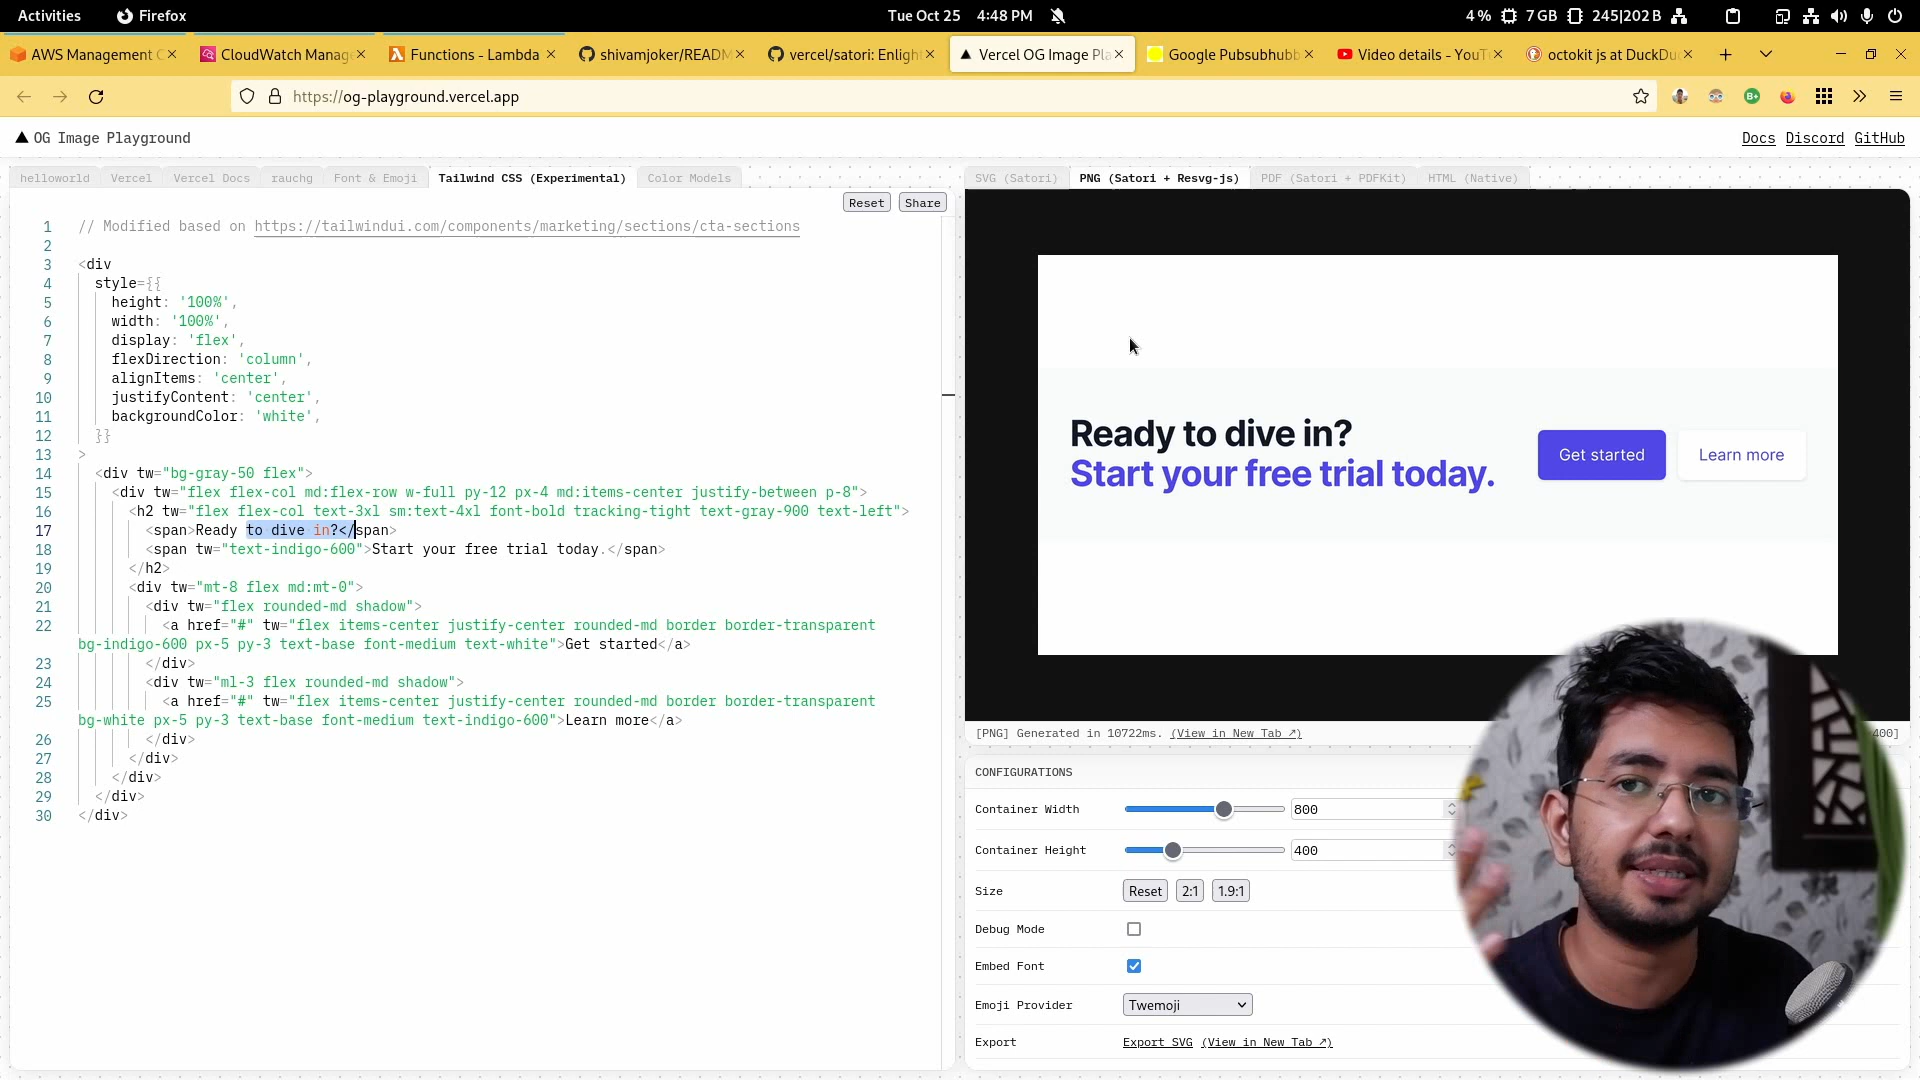 Activities
Firefox
Tue Oct 25 4:48 PM
4 % 7 GB 245|202 B
AWS Management C
CloudWatch Manag
Functions - Lambda
shivamjoker/READM
vercel/satori: Enligh
Vercel OG Image Pla
Google Pubsubhubb
Video details - YouT
octokit js at DuckDu
https://og-playground.vercel.app
▲ OG Image Playground
Docs Discord GitHub
helloworld Vercel Vercel Docs rauchg Font & Emoji Tailwind CSS (Experimental) Color Models
Reset Share
1 // Modified based on https://tailwindui.com/components/marketing/sections/cta-sections
2
3 <div
4 style={{
5 height: '100%',
6 width: '100%',
7 display: 'flex',
8 flexDirection: 'column',
9 alignItems: 'center',
10 justifyContent: 'center',
11 backgroundColor: 'white',
12 }}
13 >
14 <div tw="bg-gray-50 flex">
15 <div tw="flex flex-col md:flex-row w-full py-12 px-4 md:items-center justify-between p-8">
16 <h2 tw="flex flex-col text-3xl sm:text-4xl font-bold tracking-tight text-gray-900 text-left">
17 <span>Ready to dive in?</span>
18 <span tw="text-indigo-600">Start your free trial today.</span>
19 </h2>
20 <div tw="mt-8 flex md:mt-0">
21 <div tw="flex rounded-md shadow">
22 <a href="#" tw="flex items-center justify-center rounded-md border border-transparent
bg-indigo-600 px-5 py-3 text-base font-medium text-white">Get started</a>
23 </div>
24 <div tw="ml-3 flex rounded-md shadow">
25 <a href="#" tw="flex items-center justify-center rounded-md border border-transparent
bg-white px-5 py-3 text-base font-medium text-indigo-600">Learn more</a>
26 </div>
27 </div>
28 </div>
29 </div>
30 </div>
SVG (Satori) PNG (Satori + Resvg-js) PDF (Satori + PDFKit) HTML (Native)
Ready to dive in?
Start your free trial today.
Get started
Learn more
[PNG] Generated in 10722ms. (View in New Tab ↗)
400]
CONFIGURATIONS
Container Width 800
Container Height 400
Size Reset 2:1 1.9:1
Debug Mode
Embed Font
Emoji Provider Twemoji
Export Export SVG (View in New Tab ↗)